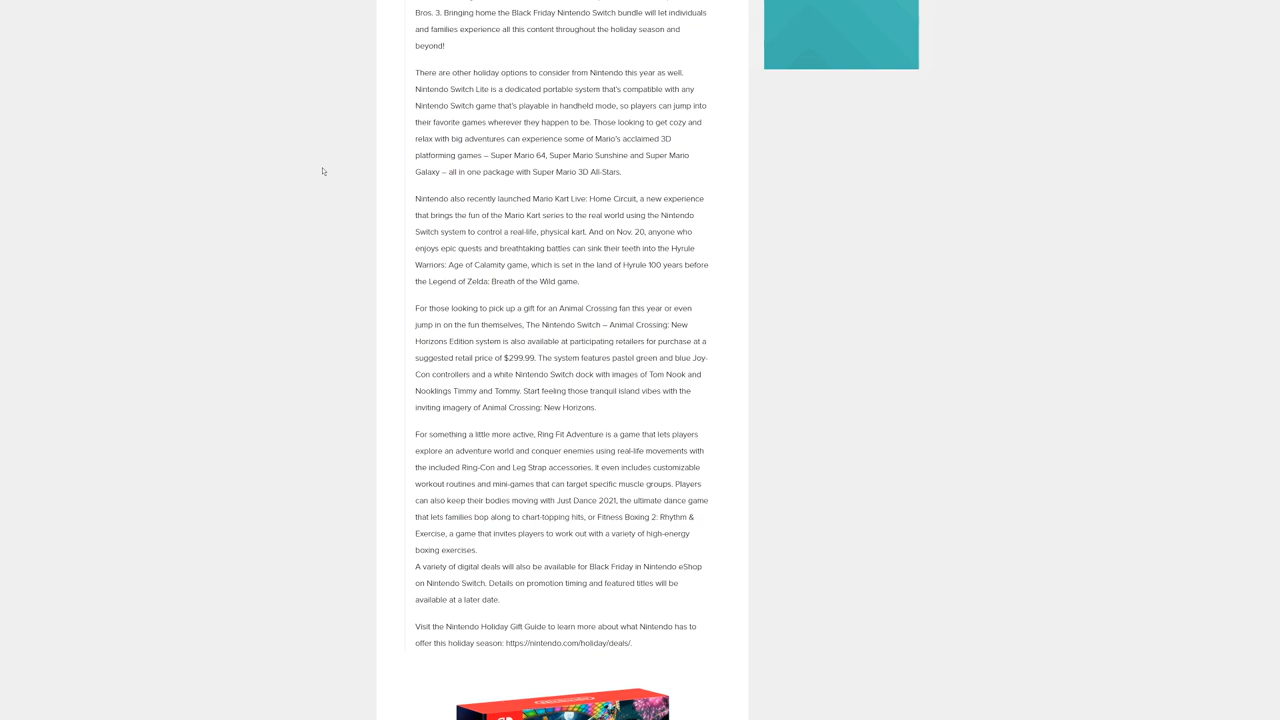 Bros. 3. Bringing home the Black Friday Nintendo Switch bundle will let individuals
and families experience all this content throughout the holiday season and
beyond!
There are other holiday options to consider from Nintendo this year as well.
Nintendo Switch Lite is a dedicated portable system that's compatible with any
Nintendo Switch game that's playable in handheld mode, so players can jump into
their favorite games wherever they happen to be. Those looking to get cozy and
relax with big adventures can experience some of Mario's acclaimed 3D
platforming games – Super Mario 64, Super Mario Sunshine and Super Mario
Galaxy – all in one package with Super Mario 3D All-Stars.
Nintendo also recently launched Mario Kart Live: Home Circuit, a new experience
that brings the fun of the Mario Kart series to the real world using the Nintendo
Switch system to control a real-life, physical kart. And on Nov. 20, anyone who
enjoys epic quests and breathtaking battles can sink their teeth into the Hyrule
Warriors: Age of Calamity game, which is set in the land of Hyrule 100 years before
the Legend of Zelda: Breath of the Wild game.
For those looking to pick up a gift for an Animal Crossing fan this year or even
jump in on the fun themselves, The Nintendo Switch – Animal Crossing: New
Horizons Edition system is also available at participating retailers for purchase at a
suggested retail price of $299.99. The system features pastel green and blue Joy-
Con controllers and a white Nintendo Switch dock with images of Tom Nook and
Nooklings Timmy and Tommy. Start feeling those tranquil island vibes with the
inviting imagery of Animal Crossing: New Horizons.
For something a little more active, Ring Fit Adventure is a game that lets players
explore an adventure world and conquer enemies using real-life movements with
the included Ring-Con and Leg Strap accessories. It even includes customizable
workout routines and mini-games that can target specific muscle groups. Players
can also keep their bodies moving with Just Dance 2021, the ultimate dance game
that lets families bop along to chart-topping hits, or Fitness Boxing 2: Rhythm &
Exercise, a game that invites players to work out with a variety of high-energy
boxing exercises.
A variety of digital deals will also be available for Black Friday in Nintendo eShop
on Nintendo Switch. Details on promotion timing and featured titles will be
available at a later date.
Visit the Nintendo Holiday Gift Guide to learn more about what Nintendo has to
offer this holiday season: https://nintendo.com/holiday/deals/.